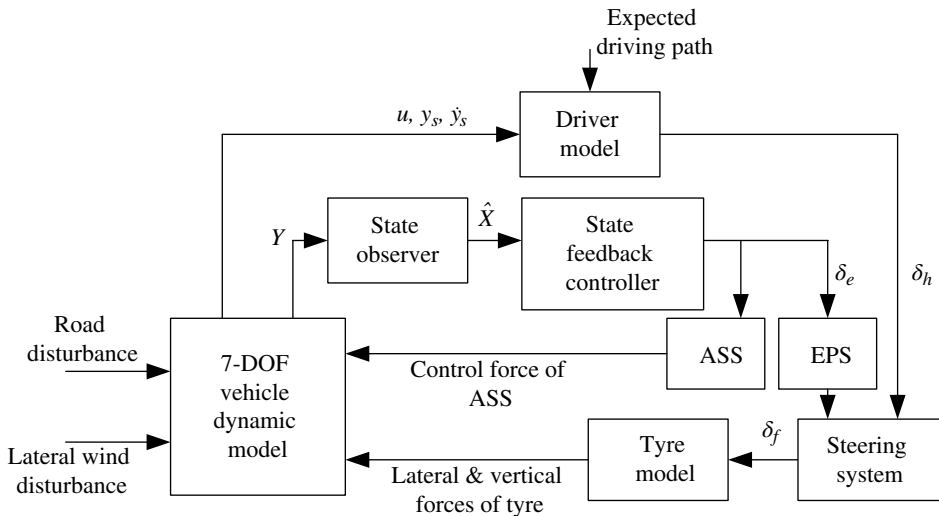 Expected
driving path
u, yₛ, ẏₛ
Driver
model
Y
State
observer
X̂
State
feedback
controller
δₑ
δₕ
Road
disturbance
7-DOF
vehicle
dynamic
model
Control force of
ASS
ASS
EPS
Lateral wind
disturbance
Lateral & vertical
forces of tyre
Tyre
model
δ_f
Steering
system